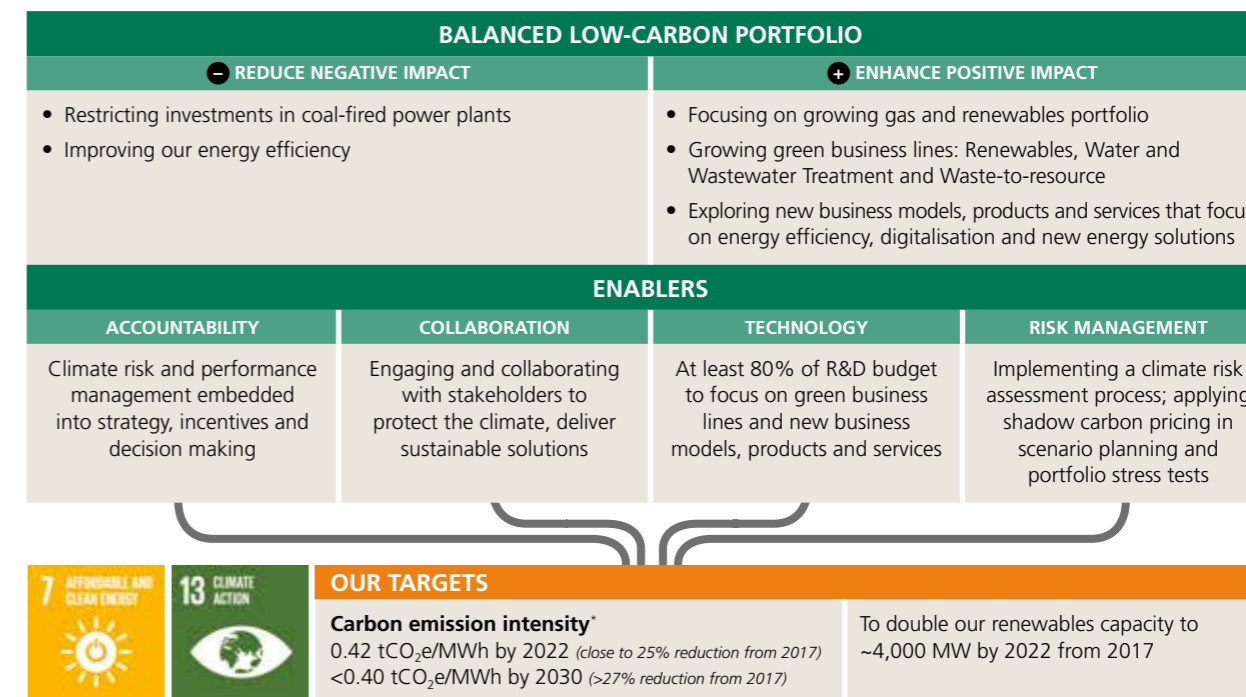 BALANCED LOW-CARBON PORTFOLIO
– REDUCE NEGATIVE IMPACT
+ ENHANCE POSITIVE IMPACT
• Restricting investments in coal-fired power plants
• Improving our energy efficiency
• Focusing on growing gas and renewables portfolio
• Growing green business lines: Renewables, Water and
Wastewater Treatment and Waste-to-resource
• Exploring new business models, products and services that focu
on energy efficiency, digitalisation and new energy solutions
ENABLERS
ACCOUNTABILITY
Climate risk and performance
management embedded
into strategy, incentives and
decision making
COLLABORATION
Engaging and collaborating
with stakeholders to
protect the climate, deliver
sustainable solutions
TECHNOLOGY
At least 80% of R&D budget
to focus on green business
lines and new business
models, products and services
RISK MANAGEMENT
Implementing a climate risk
assessment process; applying
shadow carbon pricing in
scenario planning and
portfolio stress tests
7 AFFORDABLE AND
CLEAN ENERGY
13 CLIMATE
ACTION
OUR TARGETS
Carbon emission intensity*
0.42 tCO₂e/MWh by 2022 (close to 25% reduction from 2017)
<0.40 tCO₂e/MWh by 2030 (>27% reduction from 2017)
To double our renewables capacity to
~4,000 MW by 2022 from 2017